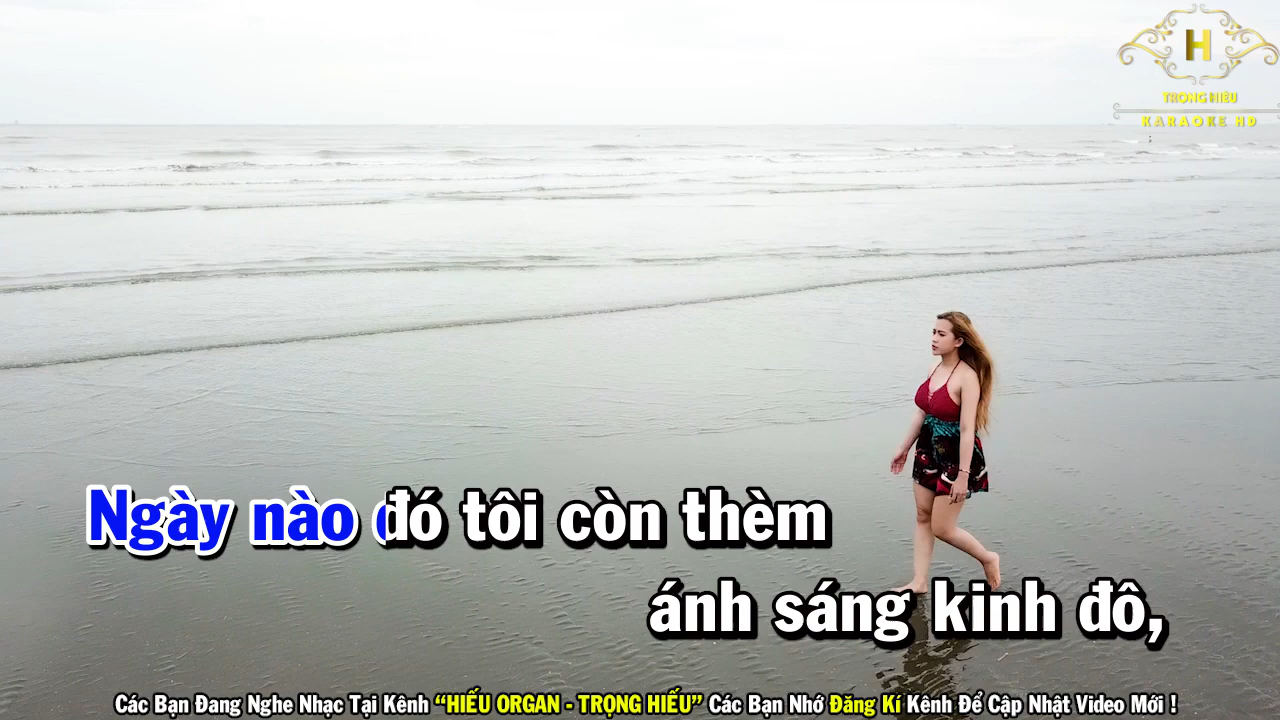 H
TRỌNG HIẾU
KARAOKE HD
Ngày nào đó tôi còn thèm
ánh sáng kinh đô,
Các Bạn Đang Nghe Nhạc Tại Kênh “HIẾU ORGAN - TRỌNG HIẾU” Các Bạn Nhớ Đăng Kí Kênh Để Cập Nhật Video Mới !